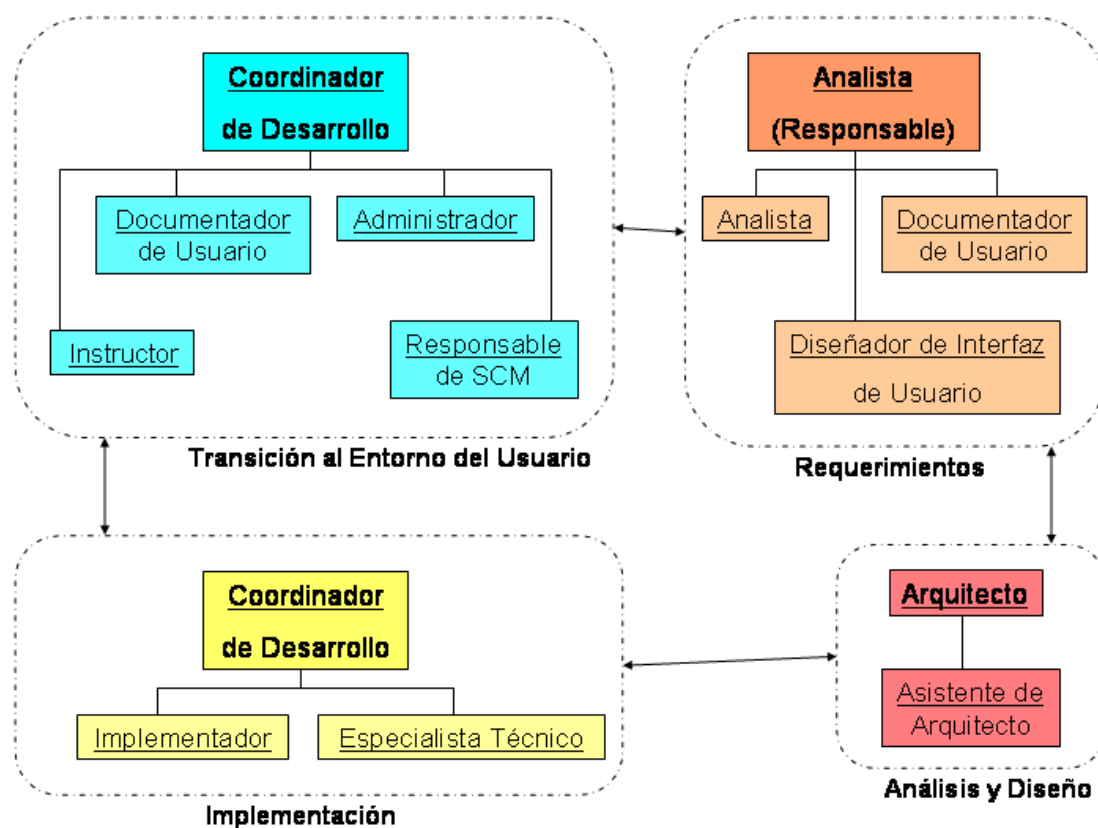 Coordinador
de Desarrollo
Documentador
de Usuario
Administrador
Instructor
Responsable
de SCM
Transición al Entorno del Usuario
Analista
(Responsable)
Analista
Documentador
de Usuario
Diseñador de Interfaz
de Usuario
Requerimientos
Coordinador
de Desarrollo
Implementador
Especialista Técnico
Implementación
Arquitecto
Asistente de
Arquitecto
Análisis y Diseño